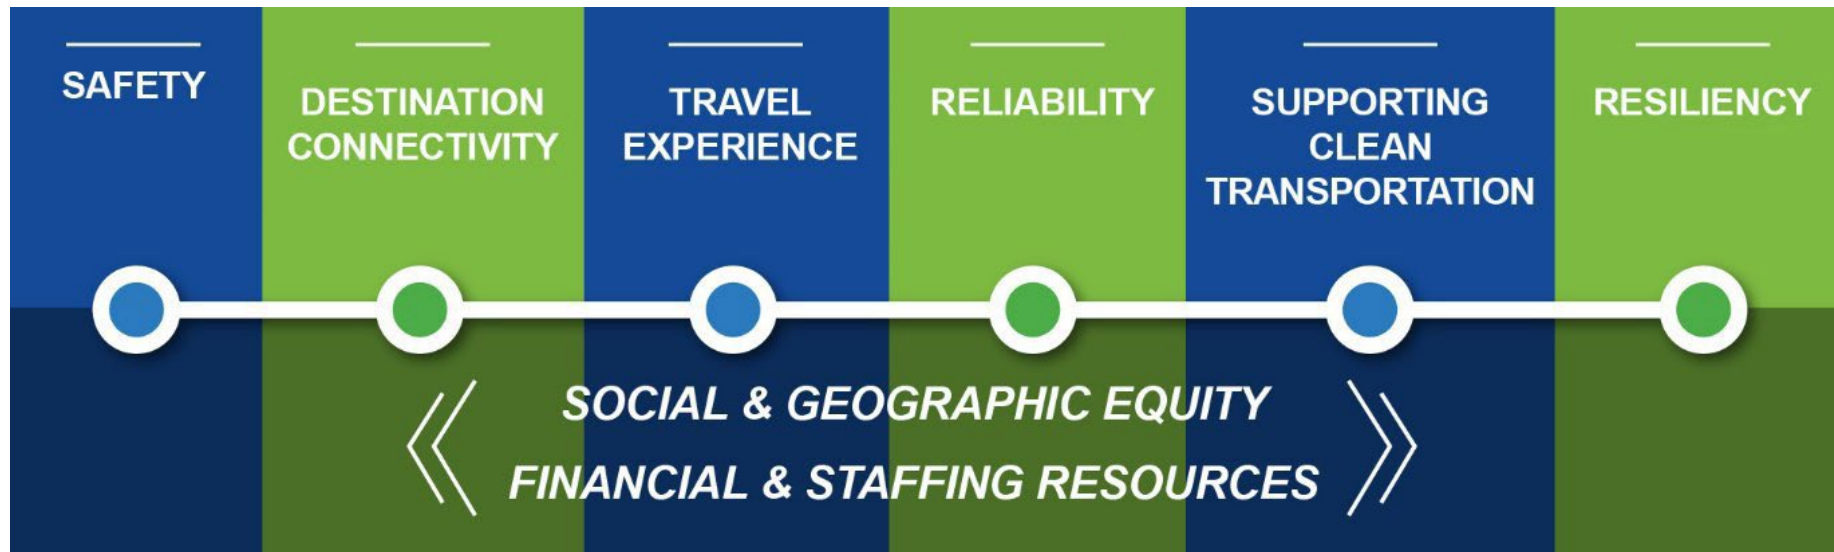 SAFETY
DESTINATION
CONNECTIVITY
TRAVEL
EXPERIENCE
RELIABILITY
SUPPORTING
CLEAN
TRANSPORTATION
RESILIENCY
SOCIAL & GEOGRAPHIC EQUITY
FINANCIAL & STAFFING RESOURCES